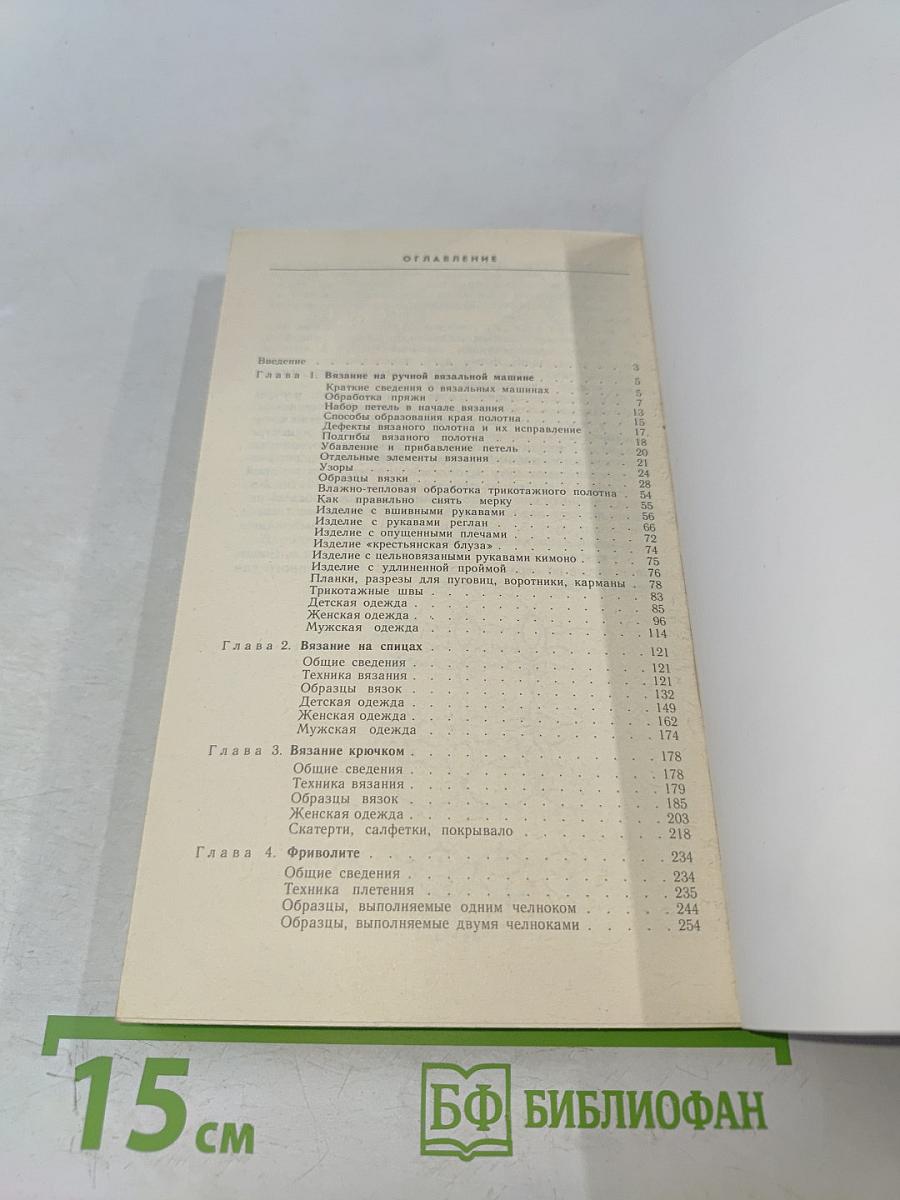 ОГЛАВЛЕНИЕ
Введение . . . . . . . . . . . . . . . . . 3
Глава 1. Вязание на ручной вязальной машине . . . . . 5
Краткие сведения о вязальных машинах . . . . . 5
Обработка пряжи . . . . . . . . . . . 7
Набор петель в начале вязания . . . . . . . 13
Способы образования края полотна . . . . . . 15
Дефекты вязаного полотна и их исправление . . . . 17
Подгибы вязаного полотна . . . . . . . . 18
Убавление и прибавление петель . . . . . . 20
Отдельные элементы вязания . . . . . . . 21
Узоры . . . . . . . . . . . . . 24
Образцы вязки . . . . . . . . . . . 28
Влажно-тепловая обработка трикотажного полотна . 54
Как правильно снять мерку . . . . . . . 55
Изделие с вшивными рукавами . . . . . . . 56
Изделие с рукавами реглан . . . . . . . 66
Изделие с опущенными плечами . . . . . . . 72
Изделие «крестьянская блуза» . . . . . . . 74
Изделие с цельновязаными рукавами кимоно . . . 75
Изделие с удлиненной проймой . . . . . . . 76
Планки, разрезы для пуговиц, воротники, карманы . 78
Трикотажные швы . . . . . . . . . . 83
Детская одежда . . . . . . . . . . . 85
Женская одежда . . . . . . . . . . . 96
Мужская одежда . . . . . . . . . . . 114
Глава 2. Вязание на спицах . . . . . . . . . . . 121
Общие сведения . . . . . . . . . . . 121
Техника вязания . . . . . . . . . . . 121
Образцы вязок . . . . . . . . . . . 132
Детская одежда . . . . . . . . . . . 149
Женская одежда . . . . . . . . . . . 162
Мужская одежда . . . . . . . . . . . 174
Глава 3. Вязание крючком . . . . . . . . . . . . 178
Общие сведения . . . . . . . . . . . 178
Техника вязания . . . . . . . . . . . 179
Образцы вязок . . . . . . . . . . . 185
Женская одежда . . . . . . . . . . . 203
Скатерти, салфетки, покрывало . . . . . . 218
Глава 4. Фриволите . . . . . . . . . . . . . . 234
Общие сведения . . . . . . . . . . . 234
Техника плетения . . . . . . . . . . 235
Образцы, выполняемые одним челноком . . . . . 244
Образцы, выполняемые двумя челноками . . . . . 254
15 см
БФ БИБЛИОФАН